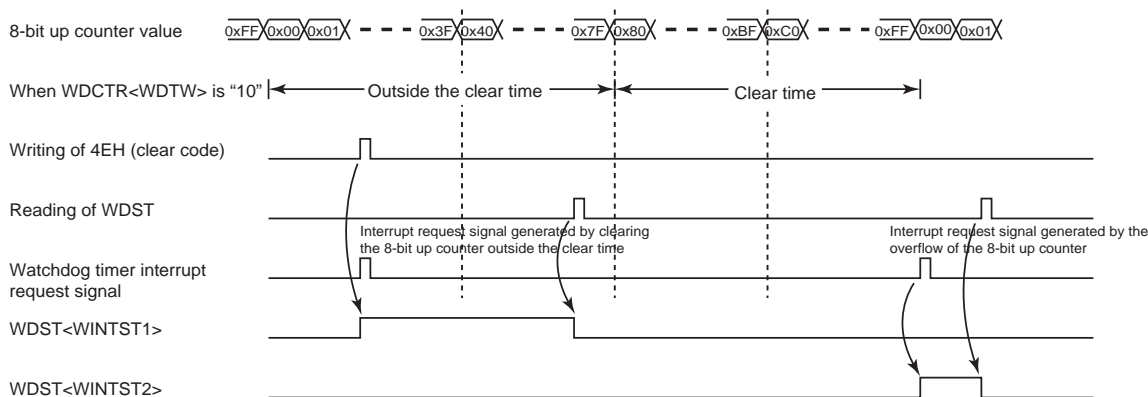 8-bit up counter value 0xFF 0x00 0x01 0x3F 0x40 0x7F 0x80 0xBF 0xC0 0xFF 0x00 0x01
When WDCTR<WDTW> is “10” Outside the clear time Clear time
Writing of 4EH (clear code)
Reading of WDST
Interrupt request signal generated by clearing
the 8-bit up counter outside the clear time
Interrupt request signal generated by the
overflow of the 8-bit up counter
Watchdog timer interrupt
request signal
WDST<WINTST1>
WDST<WINTST2>